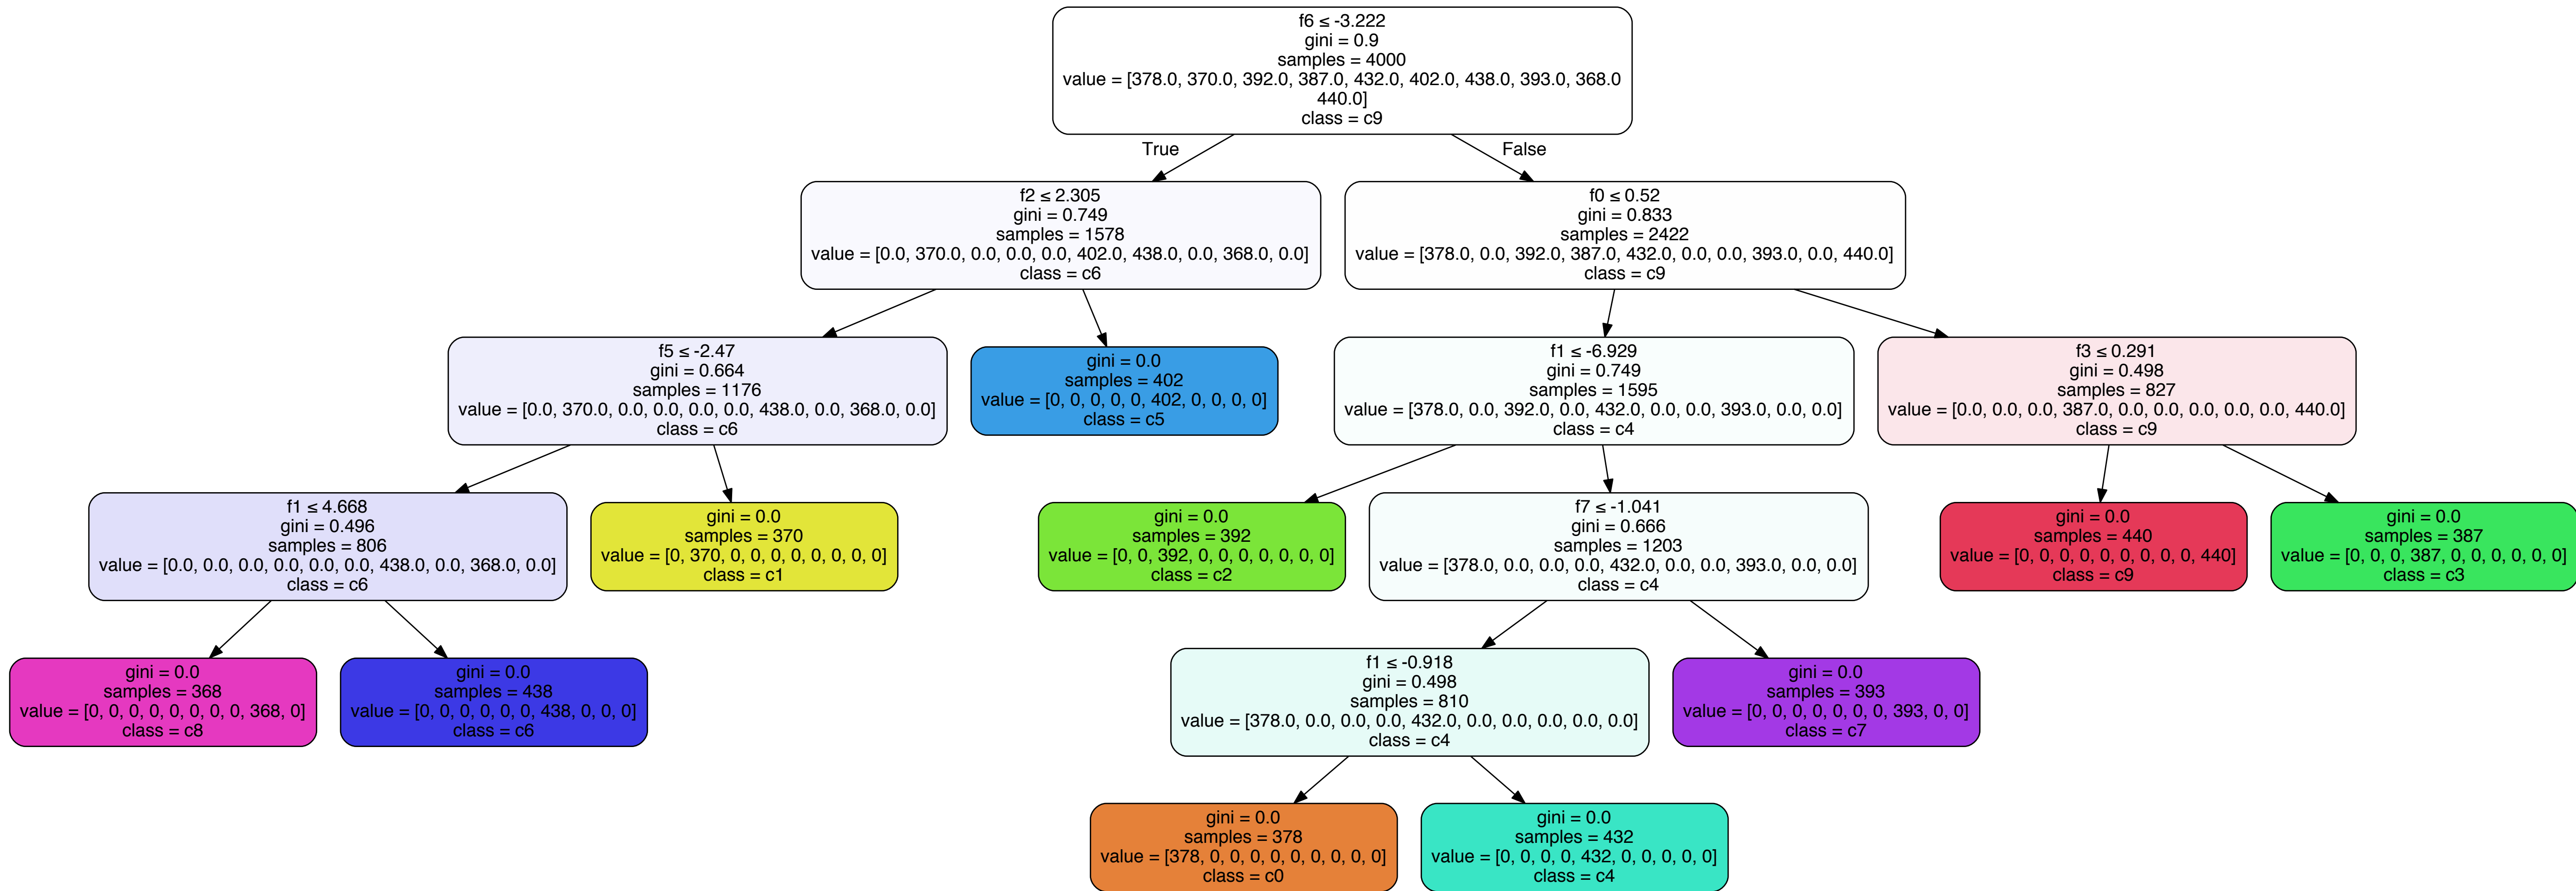 f6 ≤ -3.222
gini = 0.9
samples = 4000
value = [378.0, 370.0, 392.0, 387.0, 432.0, 402.0, 438.0, 393.0, 368.0
440.0]
class = c9
True
False
f2 ≤ 2.305
gini = 0.749
samples = 1578
value = [0.0, 370.0, 0.0, 0.0, 0.0, 402.0, 438.0, 0.0, 368.0, 0.0]
class = c6
f0 ≤ 0.52
gini = 0.833
samples = 2422
value = [378.0, 0.0, 392.0, 387.0, 432.0, 0.0, 0.0, 393.0, 0.0, 440.0]
class = c9
f5 ≤ -2.47
gini = 0.664
samples = 1176
value = [0.0, 370.0, 0.0, 0.0, 0.0, 0.0, 438.0, 0.0, 368.0, 0.0]
class = c6
gini = 0.0
samples = 402
value = [0, 0, 0, 0, 0, 402, 0, 0, 0, 0]
class = c5
f1 ≤ -6.929
gini = 0.749
samples = 1595
value = [378.0, 0.0, 392.0, 0.0, 432.0, 0.0, 0.0, 393.0, 0.0, 0.0]
class = c4
f3 ≤ 0.291
gini = 0.498
samples = 827
value = [0.0, 0.0, 0.0, 387.0, 0.0, 0.0, 0.0, 0.0, 0.0, 440.0]
class = c9
f1 ≤ 4.668
gini = 0.496
samples = 806
value = [0.0, 0.0, 0.0, 0.0, 0.0, 0.0, 438.0, 0.0, 368.0, 0.0]
class = c6
gini = 0.0
samples = 370
value = [0, 370, 0, 0, 0, 0, 0, 0, 0, 0]
class = c1
gini = 0.0
samples = 392
value = [0, 0, 392, 0, 0, 0, 0, 0, 0, 0]
class = c2
f7 ≤ -1.041
gini = 0.666
samples = 1203
value = [378.0, 0.0, 0.0, 0.0, 432.0, 0.0, 0.0, 393.0, 0.0, 0.0]
class = c4
gini = 0.0
samples = 440
value = [0, 0, 0, 0, 0, 0, 0, 0, 0, 440]
class = c9
gini = 0.0
samples = 387
value = [0, 0, 0, 387, 0, 0, 0, 0, 0, 0]
class = c3
gini = 0.0
samples = 368
value = [0, 0, 0, 0, 0, 0, 0, 0, 368, 0]
class = c8
gini = 0.0
samples = 438
value = [0, 0, 0, 0, 0, 0, 438, 0, 0, 0]
class = c6
f1 ≤ -0.918
gini = 0.498
samples = 810
value = [378.0, 0.0, 0.0, 0.0, 432.0, 0.0, 0.0, 0.0, 0.0, 0.0]
class = c4
gini = 0.0
samples = 393
value = [0, 0, 0, 0, 0, 0, 0, 393, 0, 0]
class = c7
gini = 0.0
samples = 378
value = [378, 0, 0, 0, 0, 0, 0, 0, 0, 0]
class = c0
gini = 0.0
samples = 432
value = [0, 0, 0, 0, 432, 0, 0, 0, 0, 0]
class = c4